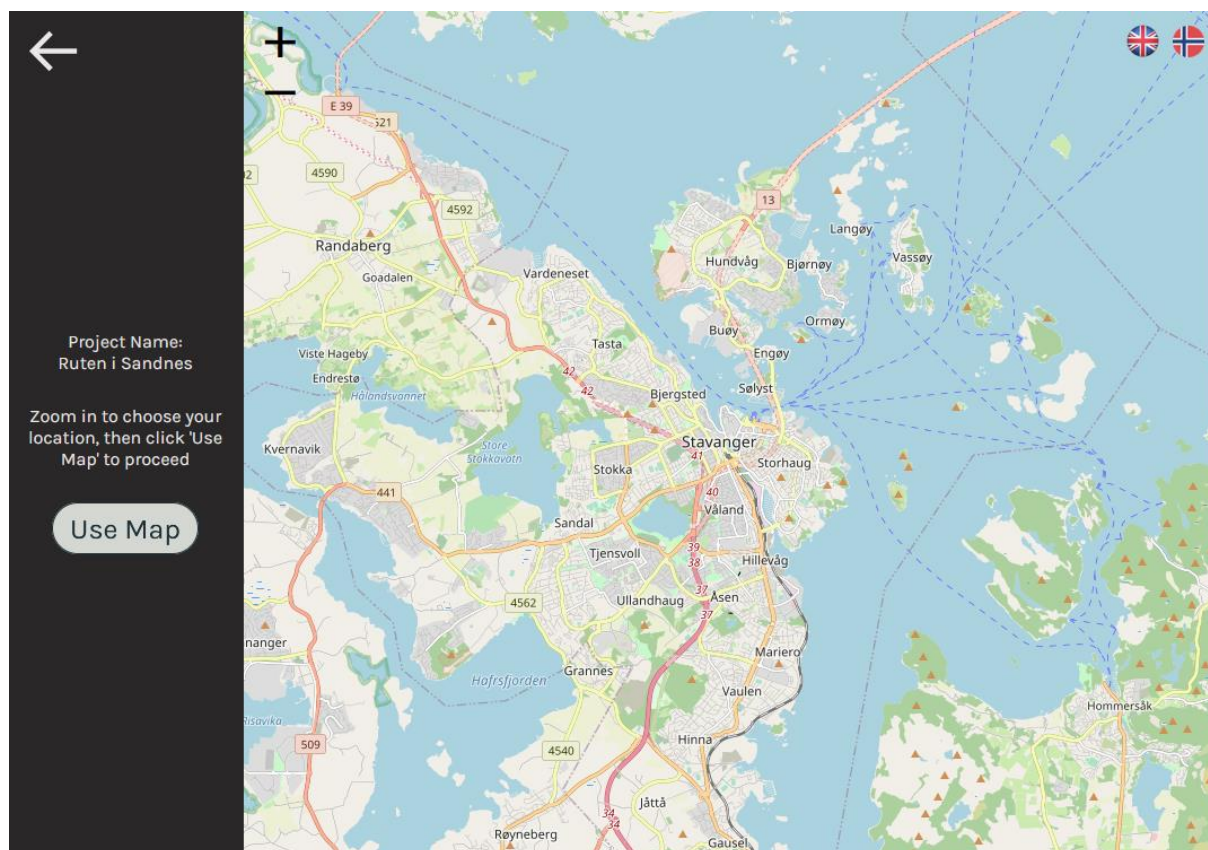 Project Name:
Ruten i Sandnes
Zoom in to choose your
location, then click 'Use
Map' to proceed
Use Map
+
−
E 39
521
4590
4592
13
Randaberg
Goadalen
Vardeneset
Hundvåg
Bjørnøy
Langøy
Vassøy
Ormøy
Buøy
Engøy
Tasta
Viste Hageby
Endrestø
Hålandsvonnet
42
42
Bjergsted
Sølyst
Kvernavik
Store
Stokkavatn
Stavanger
41
Storhaug
Stokka
441
40
Våland
Sandal
39
38
Tjensvoll
Hillevåg
4562
Ullandhaug
37
Åsen
37
nanger
Mariero
Grannes
Hafrsfjorden
Vaulen
Hommersåk
Risavika
509
4540
Hinna
Jåttå
34
34
Røyneberg
Gausel